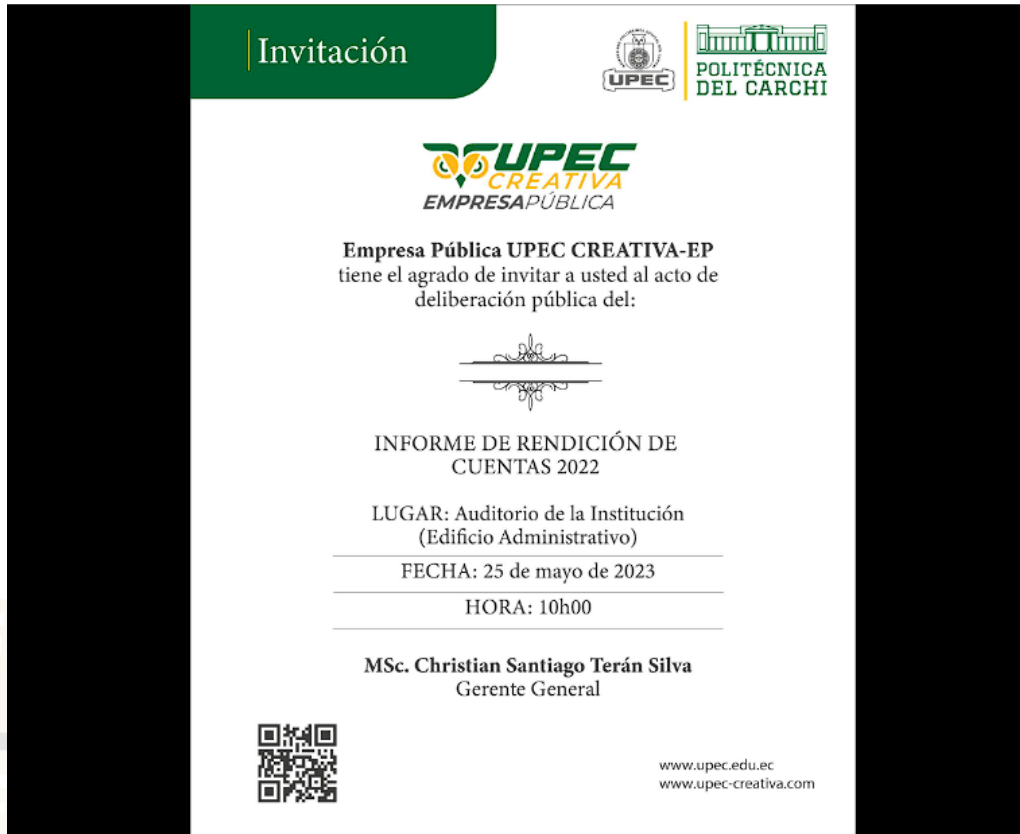 Invitación
UPEC
POLITÉCNICA
DEL CARCHI
UPEC
CREATIVA
EMPRESAPÚBLICA
Empresa Pública UPEC CREATIVA-EP
tiene el agrado de invitar a usted al acto de
deliberación pública del:
INFORME DE RENDICIÓN DE
CUENTAS 2022
LUGAR: Auditorio de la Institución
(Edificio Administrativo)
FECHA: 25 de mayo de 2023
HORA: 10h00
MSc. Christian Santiago Terán Silva
Gerente General
www.upec.edu.ec
www.upec-creativa.com